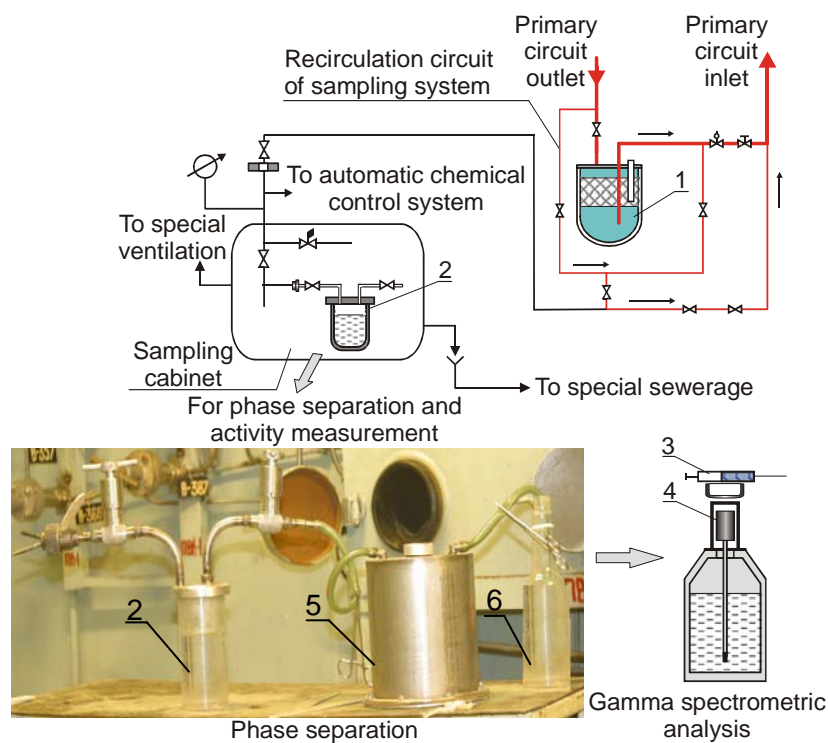 Primary
circuit
outlet
Primary
circuit
inlet
Recirculation circuit
of sampling system
1
To automatic chemical
control system
To special
ventilation
2
Sampling
cabinet
To special sewerage
For phase separation and
activity measurement
3
4
В-387
2
5
6
Phase separation
Gamma spectrometric
analysis